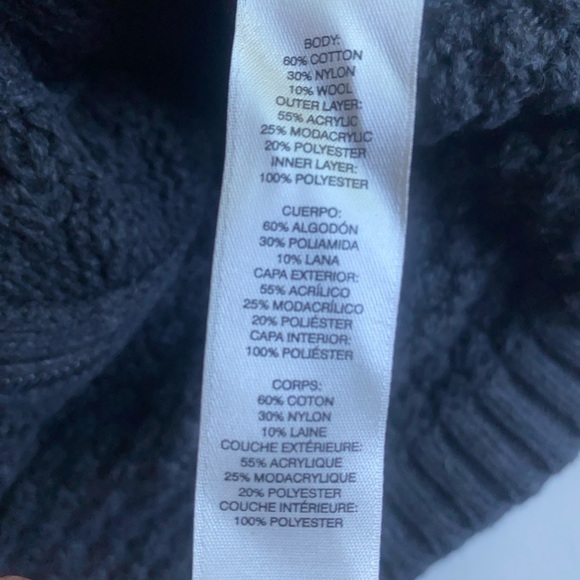 BODY:
60% COTTON
30% NYLON
10% WOOL
OUTER LAYER:
55% ACRYLIC
25% MODACRYLIC
20% POLYESTER
INNER LAYER:
100% POLYESTER
CUERPO:
60% ALGODÓN
30% POLIAMIDA
10% LANA
CAPA EXTERIOR:
55% ACRÍLICO
25% MODACRÍLICO
20% POLIÉSTER
CAPA INTERIOR:
100% POLIÉSTER
CORPS:
60% COTON
30% NYLON
10% LAINE
COUCHE EXTÉRIEURE:
55% ACRYLIQUE
25% MODACRYLIQUE
20% POLYESTER
COUCHE INTÉRIEURE:
100% POLYESTER